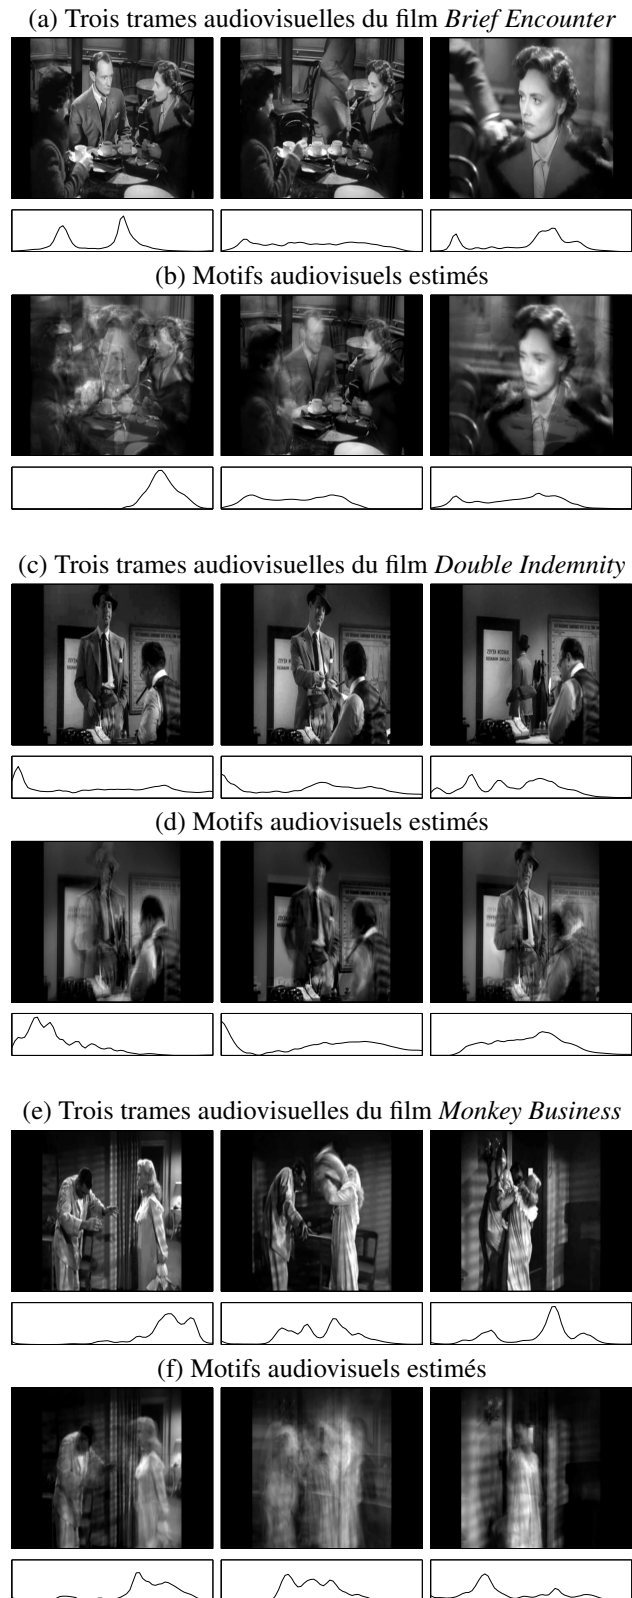 (a) Trois trames audiovisuelles du film Brief Encounter
(b) Motifs audiovisuels estimés
(c) Trois trames audiovisuelles du film Double Indemnity
(d) Motifs audiovisuels estimés
(e) Trois trames audiovisuelles du film Monkey Business
(f) Motifs audiovisuels estimés